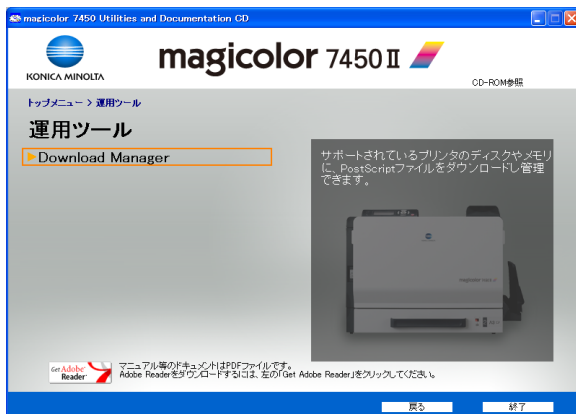 magicolor 7450 Utilities and Documentation CD
KONICA MINOLTA
magicolor 7450 II
CD-ROM参照
トップメニュー > 運用ツール
運用ツール
Download Manager
サポートされているプリンタのディスクやメモリ
に、PostScriptファイルをダウンロードし管理
できます。
Get Adobe Reader
マニュアル等のドキュメントはPDFファイルです。
Adobe Readerをダウンロードするには、左の「Get Adobe Reader」をクリックしてください。
戻る
終了